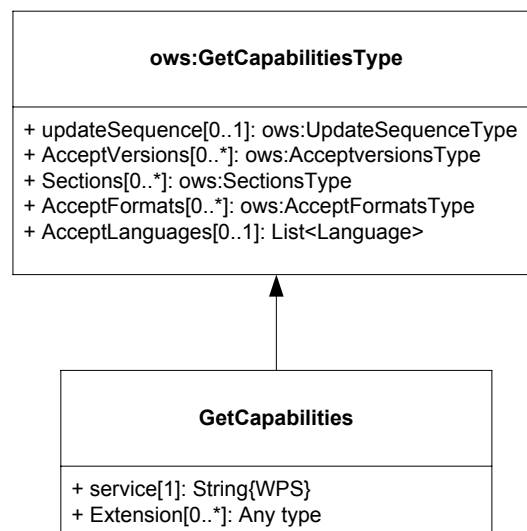 ows:GetCapabilitiesType
+ updateSequence[0..1]: ows:UpdateSequenceType
+ AcceptVersions[0..*]: ows:AcceptversionsType
+ Sections[0..*]: ows:SectionsType
+ AcceptFormats[0..*]: ows:AcceptFormatsType
+ AcceptLanguages[0..1]: List<Language>
GetCapabilities
+ service[1]: String{WPS}
+ Extension[0..*]: Any type